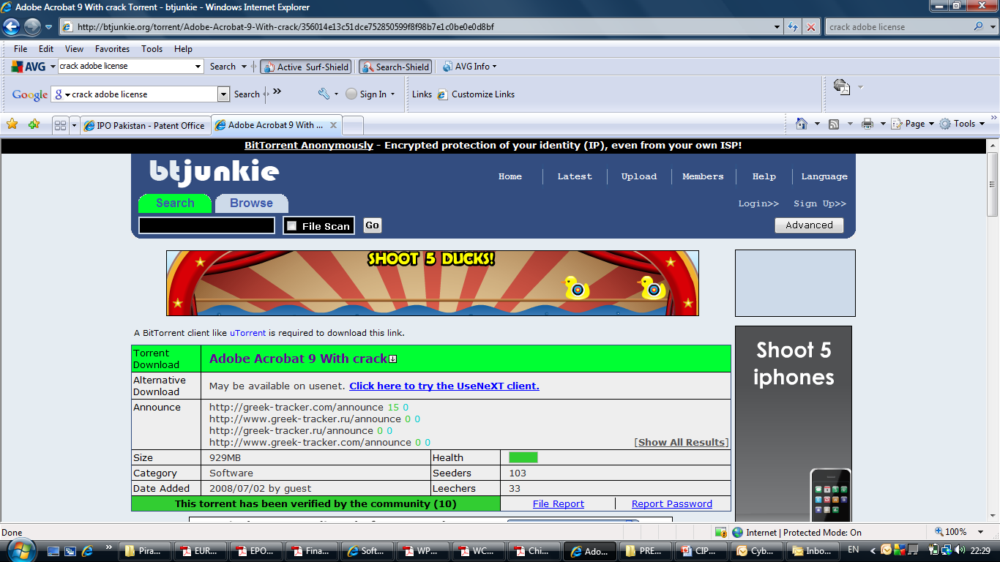 Adobe Acrobat 9 With crack Torrent - btjunkie - Windows Internet Explorer
http://btjunkie.org/torrent/Adobe-Acrobat-9-With-crack/356014e13c51dce752850599f8f98b7e1c0be0e0d8bf
crack adobe license
File Edit View Favorites Tools Help
AVG crack adobe license Search Active Surf-Shield Search-Shield AVG Info
Google g crack adobe license Search » Sign In Links Customize Links
IPO Pakistan - Patent Office Adobe Acrobat 9 With ... Page Tools »
BitTorrent Anonymously - Encrypted protection of your identity (IP), even from your own ISP!
btjunkie
Home Latest Upload Members Help Language
Search Browse
Login>> Sign Up>>
File Scan Go Advanced
SHOOT 5 DUCKS!
A BitTorrent client like uTorrent is required to download this link.
Shoot 5
iphones
Torrent
Download
Adobe Acrobat 9 With crack
Alternative
Download
May be available on usenet. Click here to try the UseNeXT client.
Announce
http://greek-tracker.com/announce 15 0
http://www.greek-tracker.ru/announce 0 0
http://greek-tracker.ru/announce 0 0
http://www.greek-tracker.com/announce 0 0
[Show All Results]
Size 929MB Health
Category Software Seeders 103
Date Added 2008/07/02 by guest Leechers 33
This torrent has been verified by the community (10) File Report Report Password
Done Internet | Protected Mode: On 100%
» Pira... EUR... EPO... Fina... Soft... WP... WC... Chi... Ado... PRE... CIP... Cyb... Inbo... EN 22:29